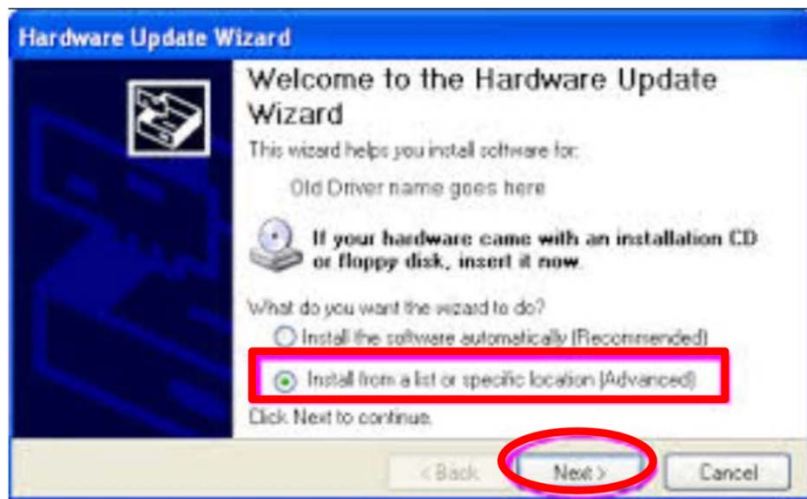 Hardware Update Wizard
Welcome to the Hardware Update
Wizard
This wizard helps you install software for:
Old Driver name goes here
If your hardware came with an installation CD
or floppy disk, insert it now.
What do you want the wizard to do?
Install the software automatically (Recommended)
Install from a list or specific location (Advanced)
Click Next to continue.
< Back
Next >
Cancel